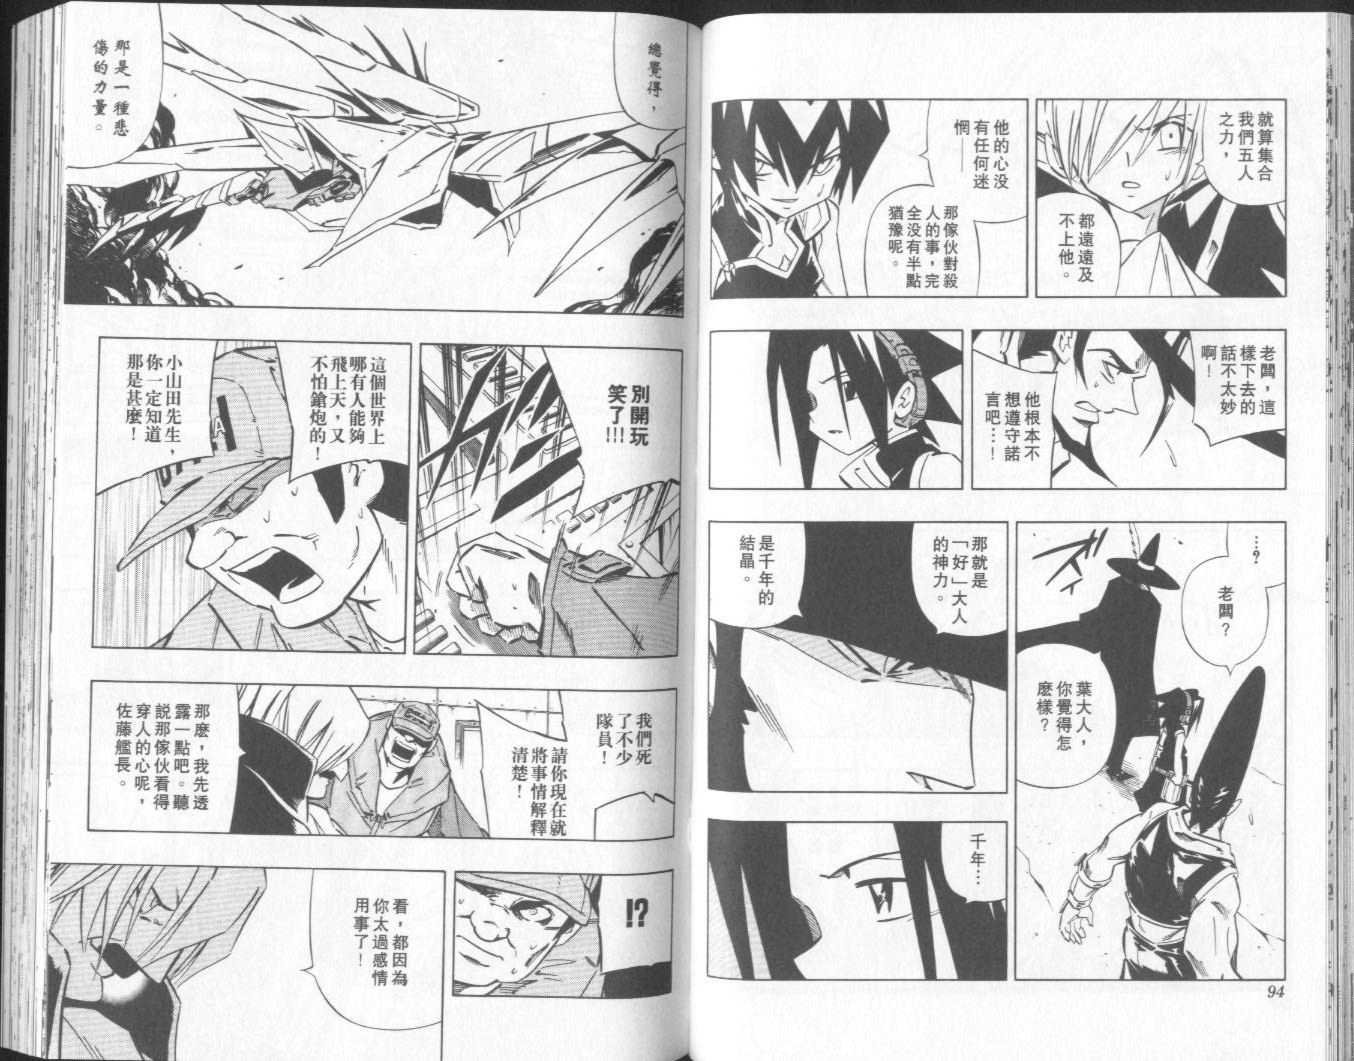 就算集合
我們五人
之力，
都遠遠及
不上他。
他的心沒
有任何迷
惘—
那傢伙對殺
人的事，完
全沒有半點
猶豫呢。
老闆，這
樣下去的
話不太妙
啊！
他根本不
想遵守諾
言吧…！
…?
老闆？
葉大人，
你覺得怎
麼樣？
那就是
「好」大人
的神力。
是千年的
結晶。
千年…
94
總覺得，
那是一種悲
傷的力量。
別開玩
笑了!!!
這個世界上
哪有人能夠
飛上天，又
不怕鎗炮的！
小山田先生，
你一定知道
那是甚麼！
我們死
了不少
隊員！
請你現在就
將事情解釋
清楚！
那麼，我先透
露一點吧。聽
説那傢伙看得
穿人的心呢，
佐藤艦長。
!?
看，都因為
你太過感情
用事了！